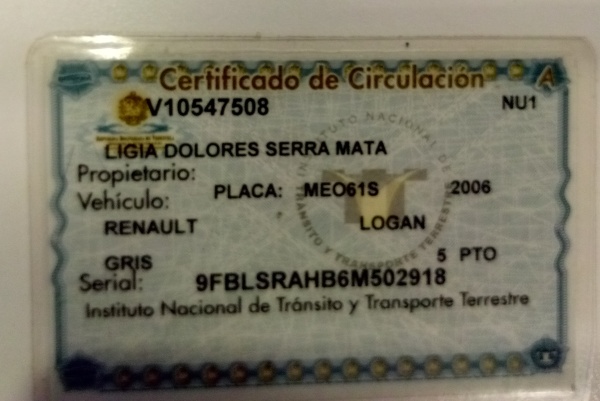 Certificado de Circulación
A
V10547508 NU1
LIGIA DOLORES SERRA MATA
Propietario:
Vehículo: PLACA: MEO61S 2006
RENAULT LOGAN
GRIS 5 PTO
Serial: 9FBLSRAHB6M502918
Instituto Nacional de Tránsito y Transporte Terrestre
INSTITUTO NACIONAL DE TRÁNSITO Y TRANSPORTE TERRESTRE